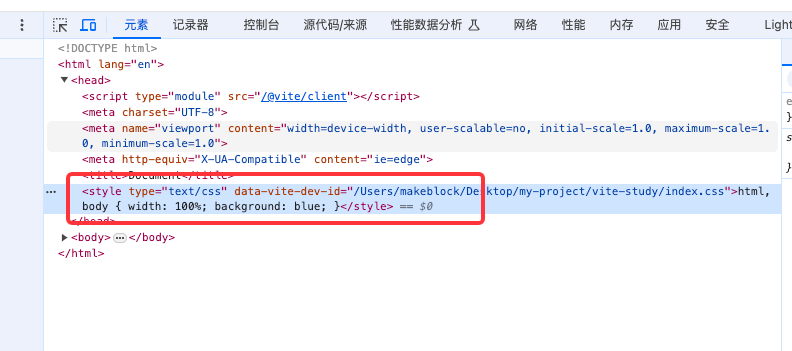 元素 记录器 控制台 源代码/来源 性能数据分析 网络 性能 内存 应用 安全 Light
<!DOCTYPE html>
<html lang="en">
<head>
<script type="module" src="/@vite/client"></script>
<meta charset="UTF-8">
<meta name="viewport" content="width=device-width, user-scalable=no, initial-scale=1.0, maximum-scale=1.
0, minimum-scale=1.0">
<meta http-equiv="X-UA-Compatible" content="ie=edge">
<title>Document</title>
<style type="text/css" data-vite-dev-id="/Users/makeblock/Desktop/my-project/vite-study/index.css">html,
body { width: 100%; background: blue; }</style> == $0
</head>
<body>…</body>
</html>